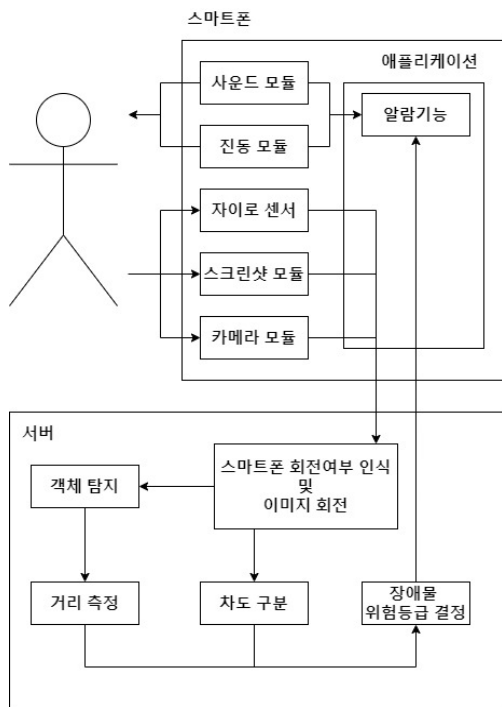 스마트폰
애플리케이션
사운드 모듈
알람기능
진동 모듈
자이로 센서
스크린샷 모듈
카메라 모듈
서버
스마트폰 회전여부 인식
및
이미지 회전
객체 탐지
거리 측정
차도 구분
장애물
위험등급 결정